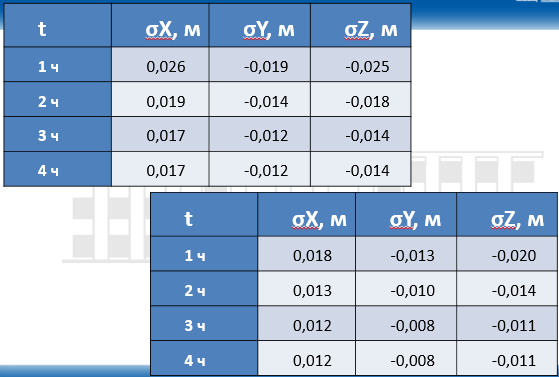 t σX, м σY, м σZ, м
1 ч 0,026 -0,019 -0,025
2 ч 0,019 -0,014 -0,018
3 ч 0,017 -0,012 -0,014
4 ч 0,017 -0,012 -0,014
t σX, м σY, м σZ, м
1 ч 0,018 -0,013 -0,020
2 ч 0,013 -0,010 -0,014
3 ч 0,012 -0,008 -0,011
4 ч 0,012 -0,008 -0,011